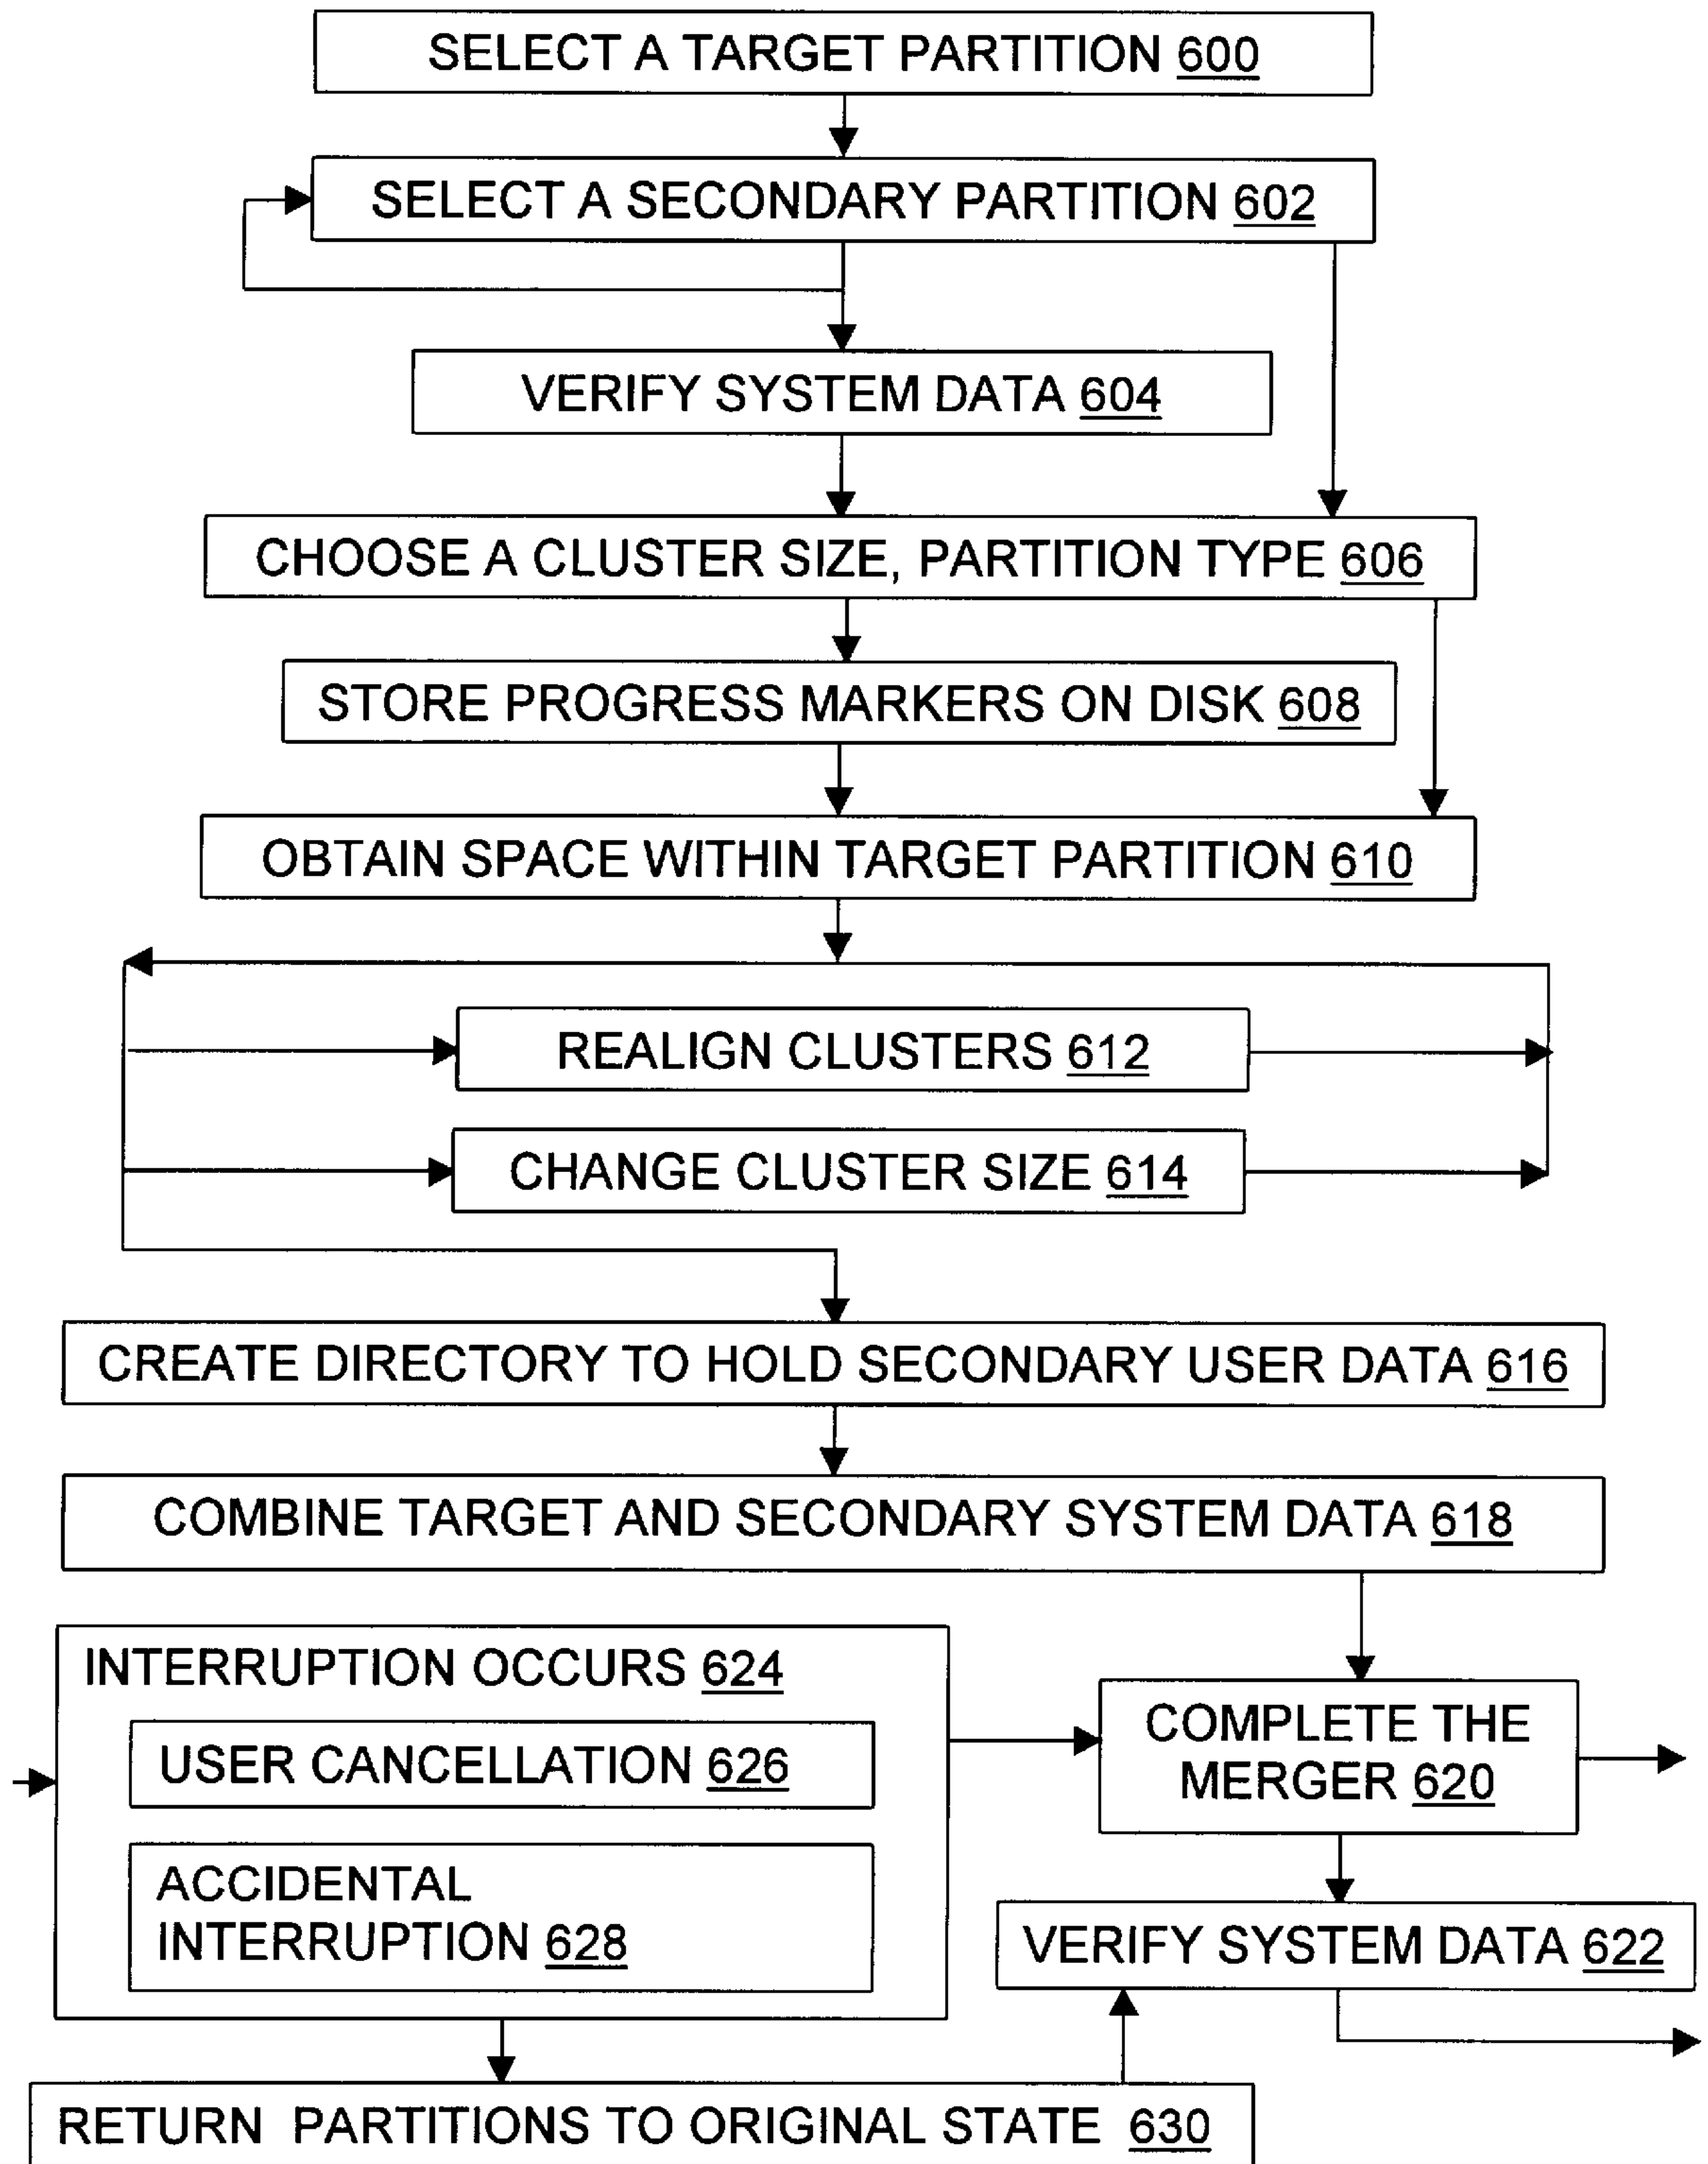 SELECT A TARGET PARTITION 600
SELECT A SECONDARY PARTITION 602
VERIFY SYSTEM DATA 604
CHOOSE A CLUSTER SIZE, PARTITION TYPE 606
STORE PROGRESS MARKERS ON DISK 608
OBTAIN SPACE WITHIN TARGET PARTITION 610
REALIGN CLUSTERS 612
CHANGE CLUSTER SIZE 614
CREATE DIRECTORY TO HOLD SECONDARY USER DATA 616
COMBINE TARGET AND SECONDARY SYSTEM DATA 618
INTERRUPTION OCCURS 624
USER CANCELLATION 626
ACCIDENTAL
INTERRUPTION 628
COMPLETE THE
MERGER 620
VERIFY SYSTEM DATA 622
RETURN PARTITIONS TO ORIGINAL STATE 630